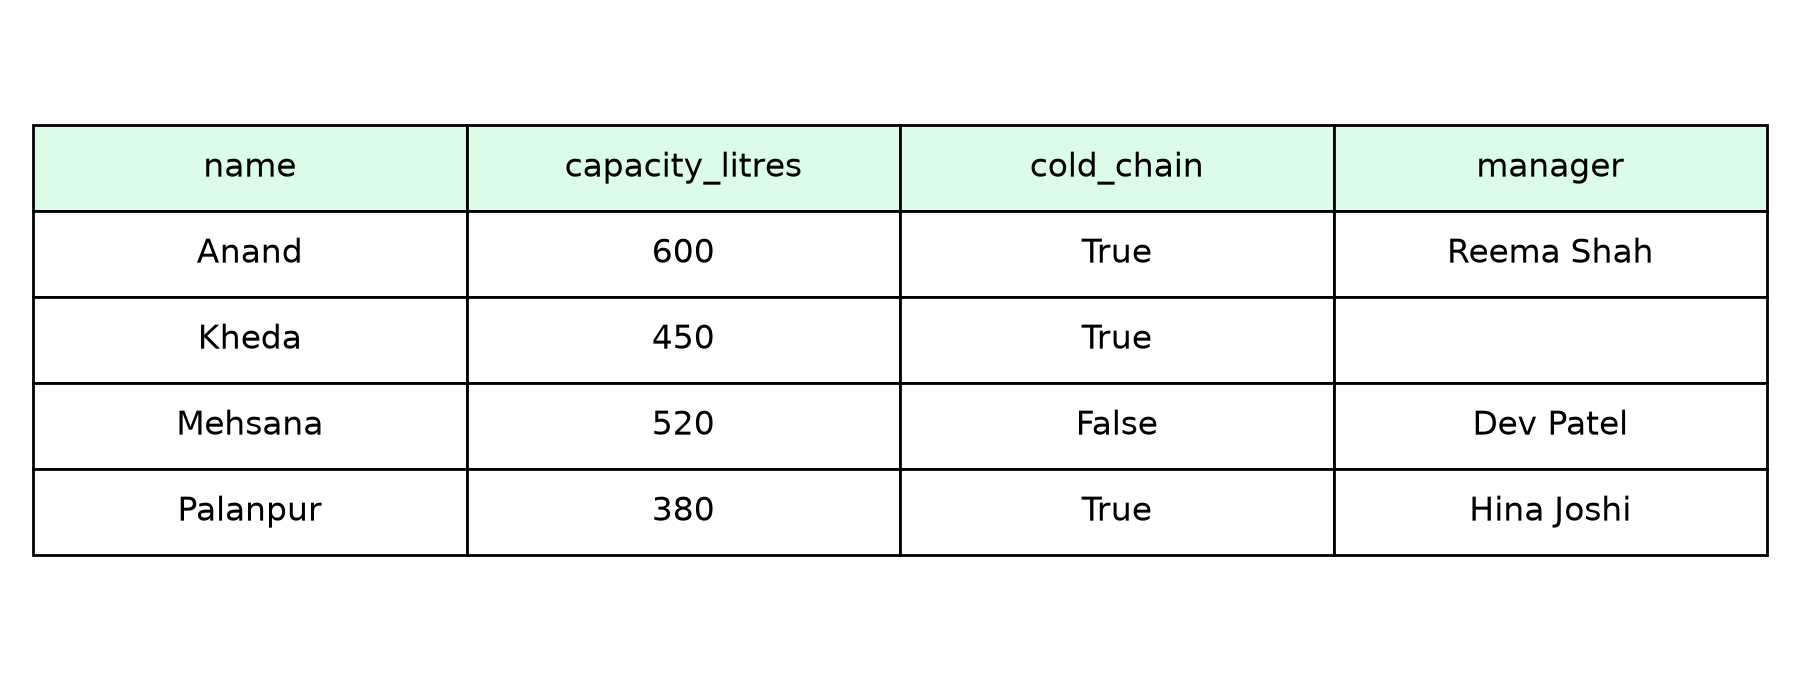 name capacity_litres cold_chain manager
Anand 600 True Reema Shah
Kheda 450 True
Mehsana 520 False Dev Patel
Palanpur 380 True Hina Joshi